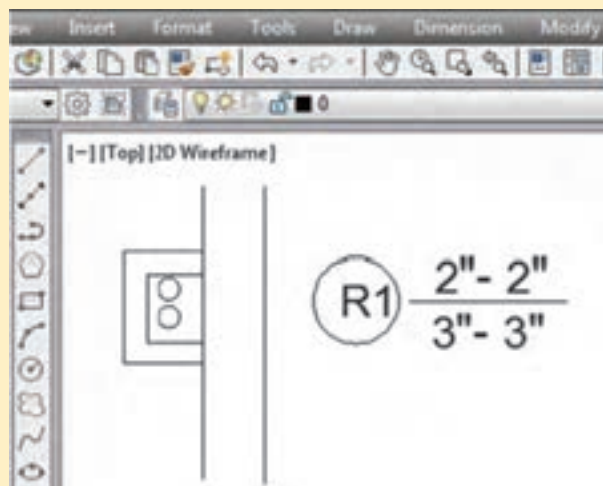 Insert Format Tools Draw Dimension Modify
0
[−] [Top] [2D Wireframe]
R1
2"- 2"
3"- 3"